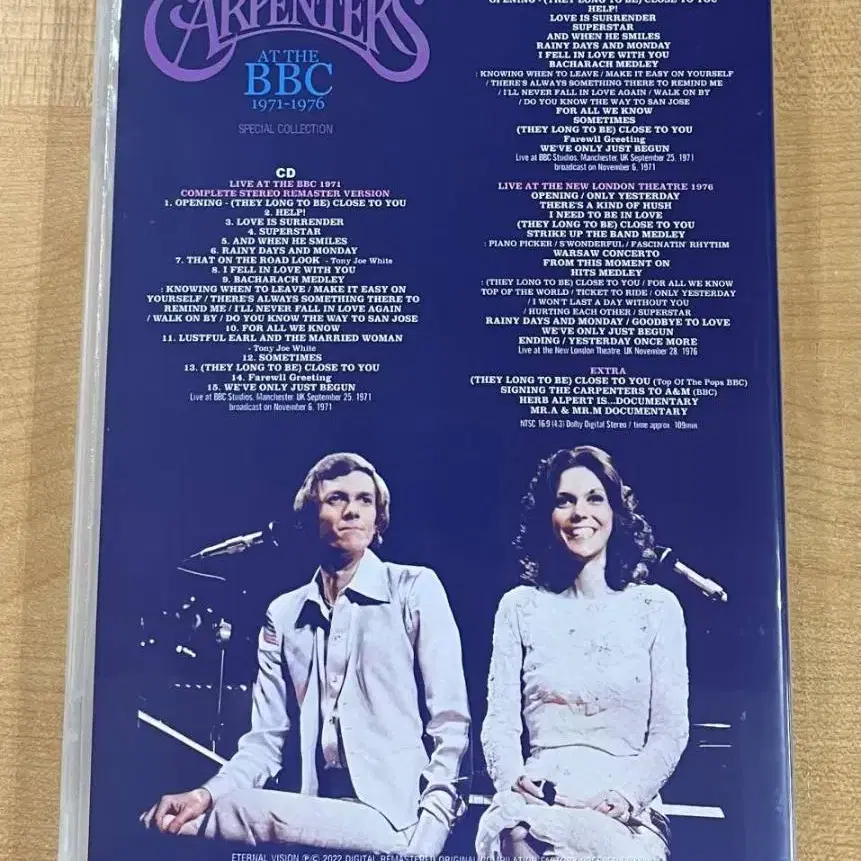 CARPENTERS
AT THE
BBC
1971-1976
SPECIAL COLLECTION
CD
LIVE AT THE BBC 1971
COMPLETE STEREO REMASTER VERSION
1. OPENING - (THEY LONG TO BE) CLOSE TO YOU
2. HELP!
3. LOVE IS SURRENDER
4. SUPERSTAR
5. AND WHEN HE SMILES
6. RAINY DAYS AND MONDAY
7. THAT ON THE ROAD LOOK - Tony Joe White
8. I FELL IN LOVE WITH YOU
9. BACHARACH MEDLEY
: KNOWING WHEN TO LEAVE / MAKE IT EASY ON
YOURSELF / THERE'S ALWAYS SOMETHING THERE TO
REMIND ME / I'LL NEVER FALL IN LOVE AGAIN
/ WALK ON BY / DO YOU KNOW THE WAY TO SAN JOSE
10. FOR ALL WE KNOW
11. LUSTFUL EARL AND THE MARRIED WOMAN
- Tony Joe White
12. SOMETIMES
13. (THEY LONG TO BE) CLOSE TO YOU
14. Farewll Greeting
15. WE'VE ONLY JUST BEGUN
Live at BBC Studios, Manchester, UK September 25, 1971
broadcast on November 6, 1971
OPENING - (THEY LONG TO BE) CLOSE TO YOU
HELP!
LOVE IS SURRENDER
SUPERSTAR
AND WHEN HE SMILES
RAINY DAYS AND MONDAY
I FELL IN LOVE WITH YOU
BACHARACH MEDLEY
: KNOWING WHEN TO LEAVE / MAKE IT EASY ON YOURSELF
/ THERE'S ALWAYS SOMETHING THERE TO REMIND ME
/ I'LL NEVER FALL IN LOVE AGAIN / WALK ON BY
/ DO YOU KNOW THE WAY TO SAN JOSE
FOR ALL WE KNOW
SOMETIMES
(THEY LONG TO BE) CLOSE TO YOU
Farewll Greeting
WE'VE ONLY JUST BEGUN
Live at BBC Studios, Manchester, UK September 25, 1971
broadcast on November 6, 1971
LIVE AT THE NEW LONDON THEATRE 1976
OPENING / ONLY YESTERDAY
THERE'S A KIND OF HUSH
I NEED TO BE IN LOVE
(THEY LONG TO BE) CLOSE TO YOU
STRIKE UP THE BAND MEDLEY
: PIANO PICKER / S'WONDERFUL / FASCINATIN' RHYTHM
WARSAW CONCERTO
FROM THIS MOMENT ON
HITS MEDLEY
: (THEY LONG TO BE) CLOSE TO YOU / FOR ALL WE KNOW
TOP OF THE WORLD / TICKET TO RIDE / ONLY YESTERDAY
/ I WON'T LAST A DAY WITHOUT YOU
/ HURTING EACH OTHER / SUPERSTAR
RAINY DAYS AND MONDAY / GOODBYE TO LOVE
WE'VE ONLY JUST BEGUN
ENDING / YESTERDAY ONCE MORE
Live at the New London Theatre, UK November 28, 1976
EXTRA
(THEY LONG TO BE) CLOSE TO YOU (Top Of The Pops BBC)
SIGNING THE CARPENTERS TO A&M (BBC)
HERB ALPERT IS...DOCUMENTARY
MR.A & MR.M DOCUMENTARY
NTSC 16:9 (4:3) Dolby Digital Stereo / time approx. 109min
ETERNAL VISION ℗/© 2022 DIGITAL REMASTERED ORIGINAL COMPILATION FACTORY